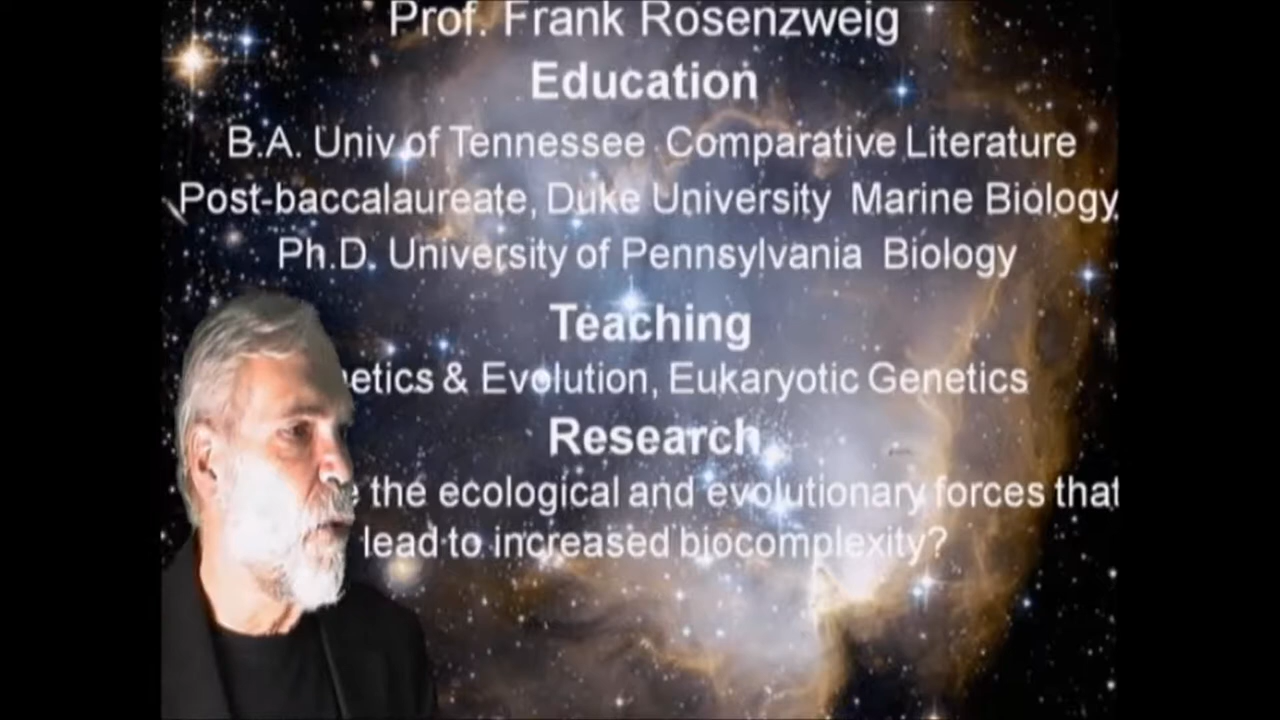 Prof. Frank Rosenzweig
Education
B.A. Univ of Tennessee Comparative Literature
Post-baccalaureate, Duke University Marine Biology,
Ph.D. University of Pennsylvania Biology
Teaching
& Evolution, Eukaryotic Genetics
Research
the ecological and evolutionary forces that
lead to increased biocomplexity?